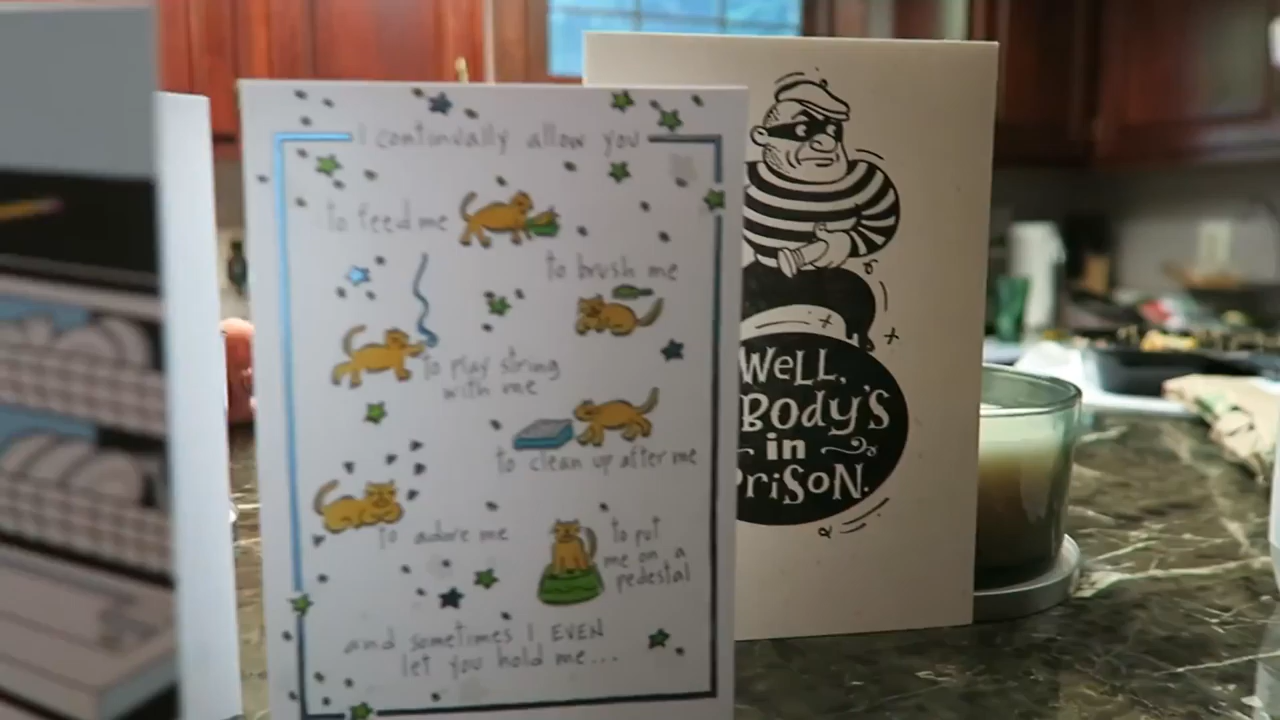 I continually allow you
to feed me
to brush me
to play string
with me
to clean up after me
to adore me
to put
me on a
pedestal
and sometimes I EVEN
let you hold me...
WeLL,
Body's
in
PriSoN.